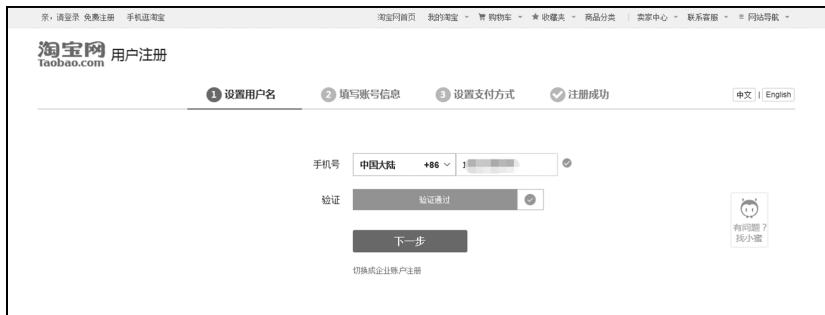 亲，请登录 免费注册 手机逛淘宝 淘宝网首页 我的淘宝 购物车 收藏夹 商品分类 | 卖家中心 联系客服 网站导航
淘宝网 用户注册
Taobao.com
1 设置用户名 2 填写账号信息 3 设置支付方式 注册成功 中文 | English
手机号 中国大陆 +86 1
验证 验证通过
下一步
有问题？
找小蜜
切换成企业账户注册